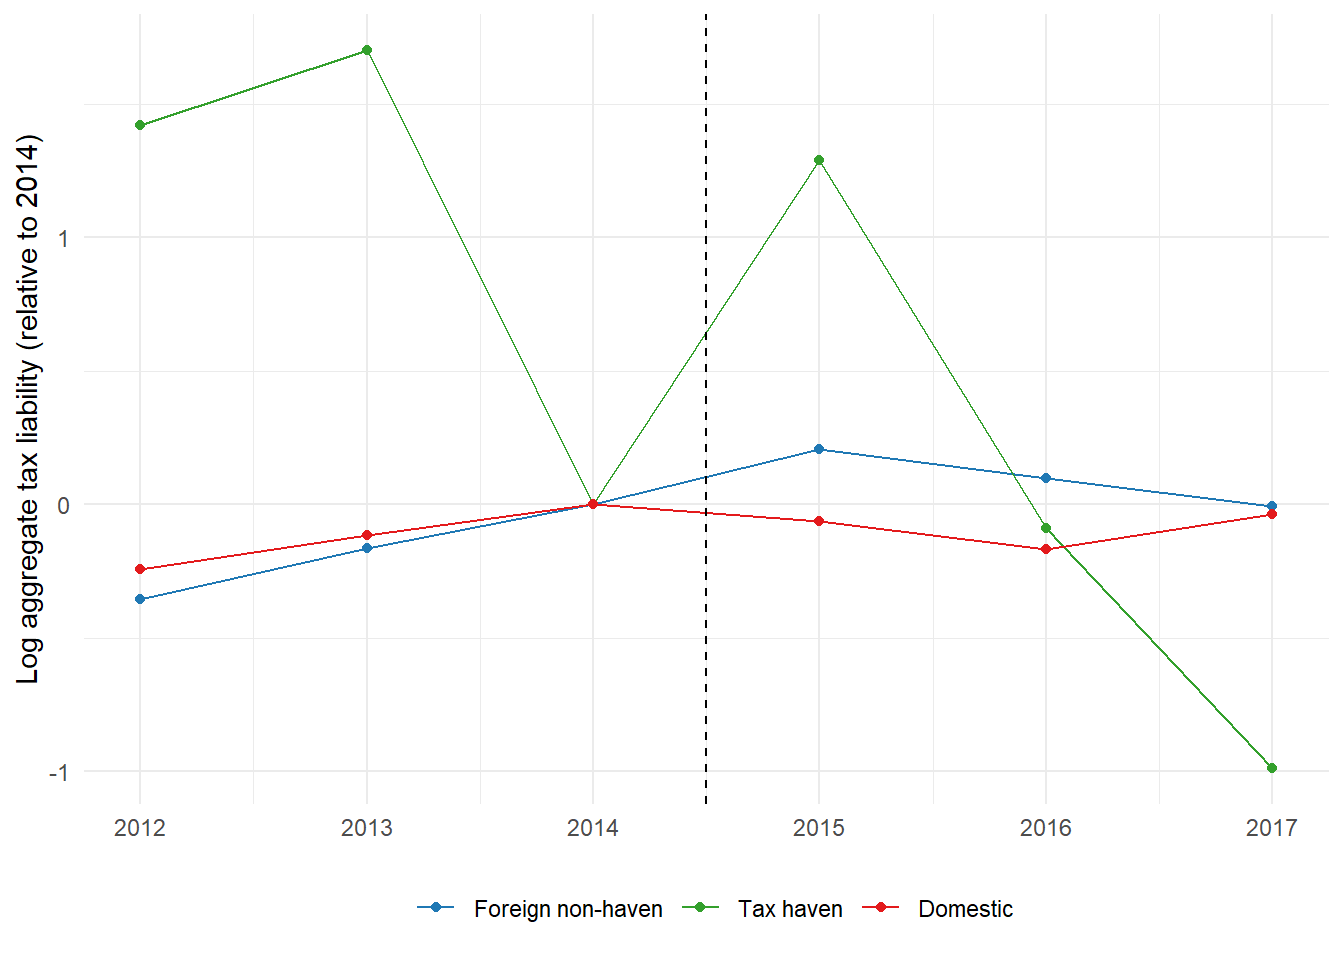 Log aggregate tax liability (relative to 2014)
1
0
-1
2012 2013 2014 2015 2016 2017
Foreign non-haven Tax haven Domestic